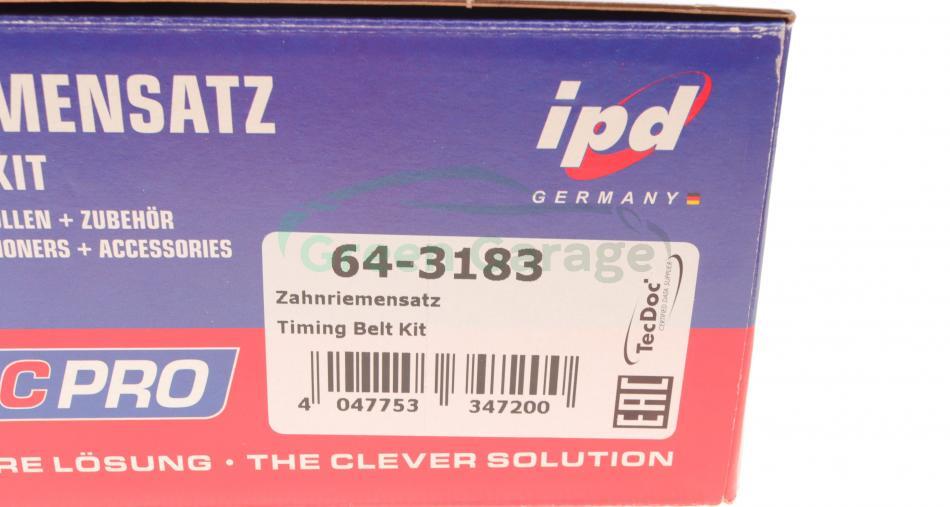 MENSATZ
KIT
LLEN + ZUBEHÖR
IONERS + ACCESSORIES
ipd
GERMANY
Green Garage
64-3183
Zahnriemensatz
Timing Belt Kit
4 047753 347200
TecDoc
CERTIFIED DATA SUPPLIER
EAC
C PRO
RE LÖSUNG • THE CLEVER SOLUTION